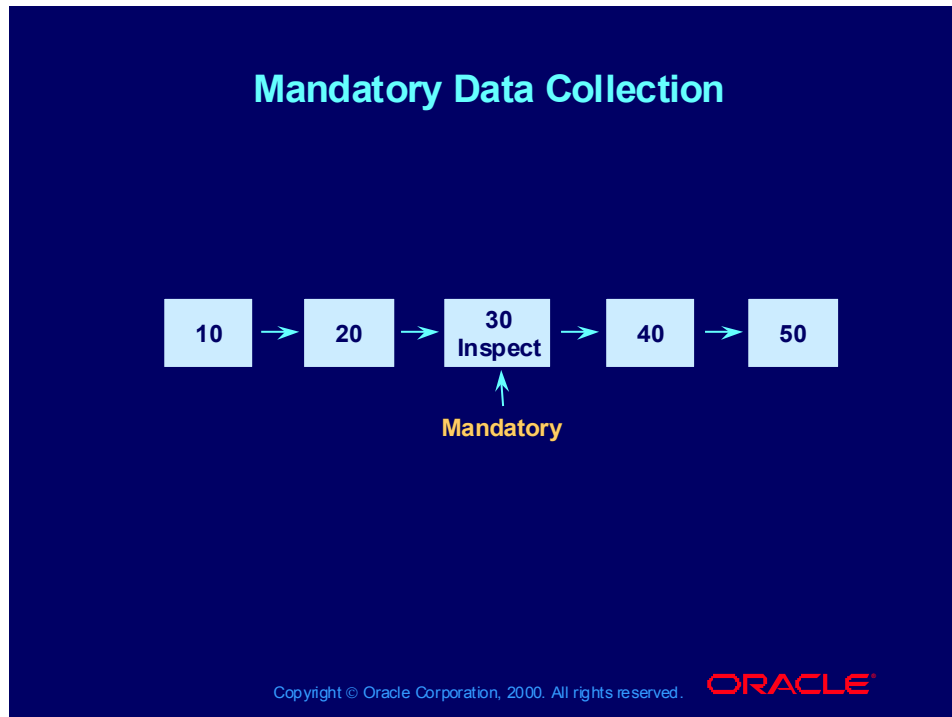 Mandatory Data Collection
10
20
30
Inspect
40
50
Mandatory
Copyright © Oracle Corporation, 2000. All rights reserved.
ORACLE®